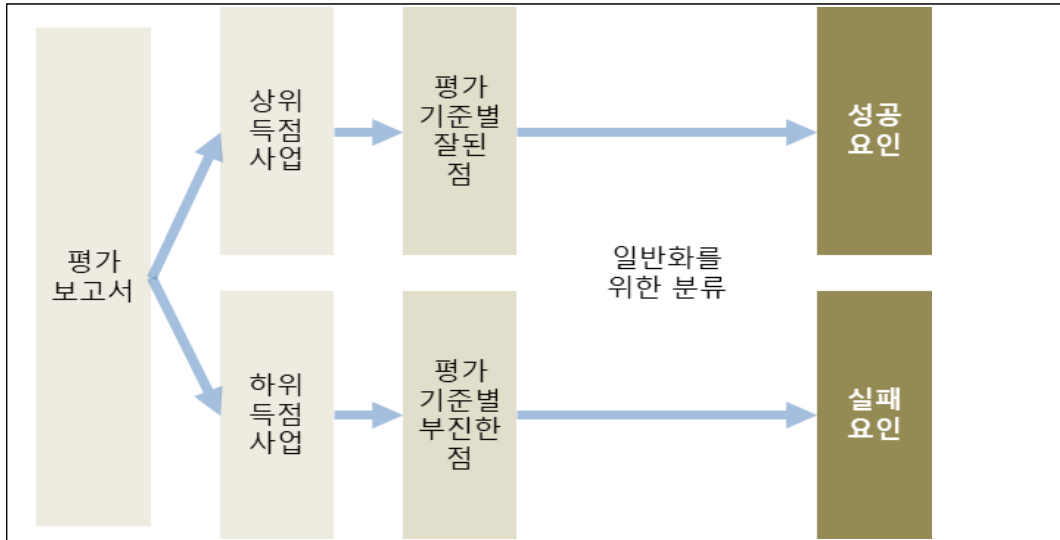 평가
보고서
상위
득점
사업
평가
기준별
잘된
점
성공
요인
일반화를
위한 분류
하위
득점
사업
평가
기준별
부진한
점
실패
요인